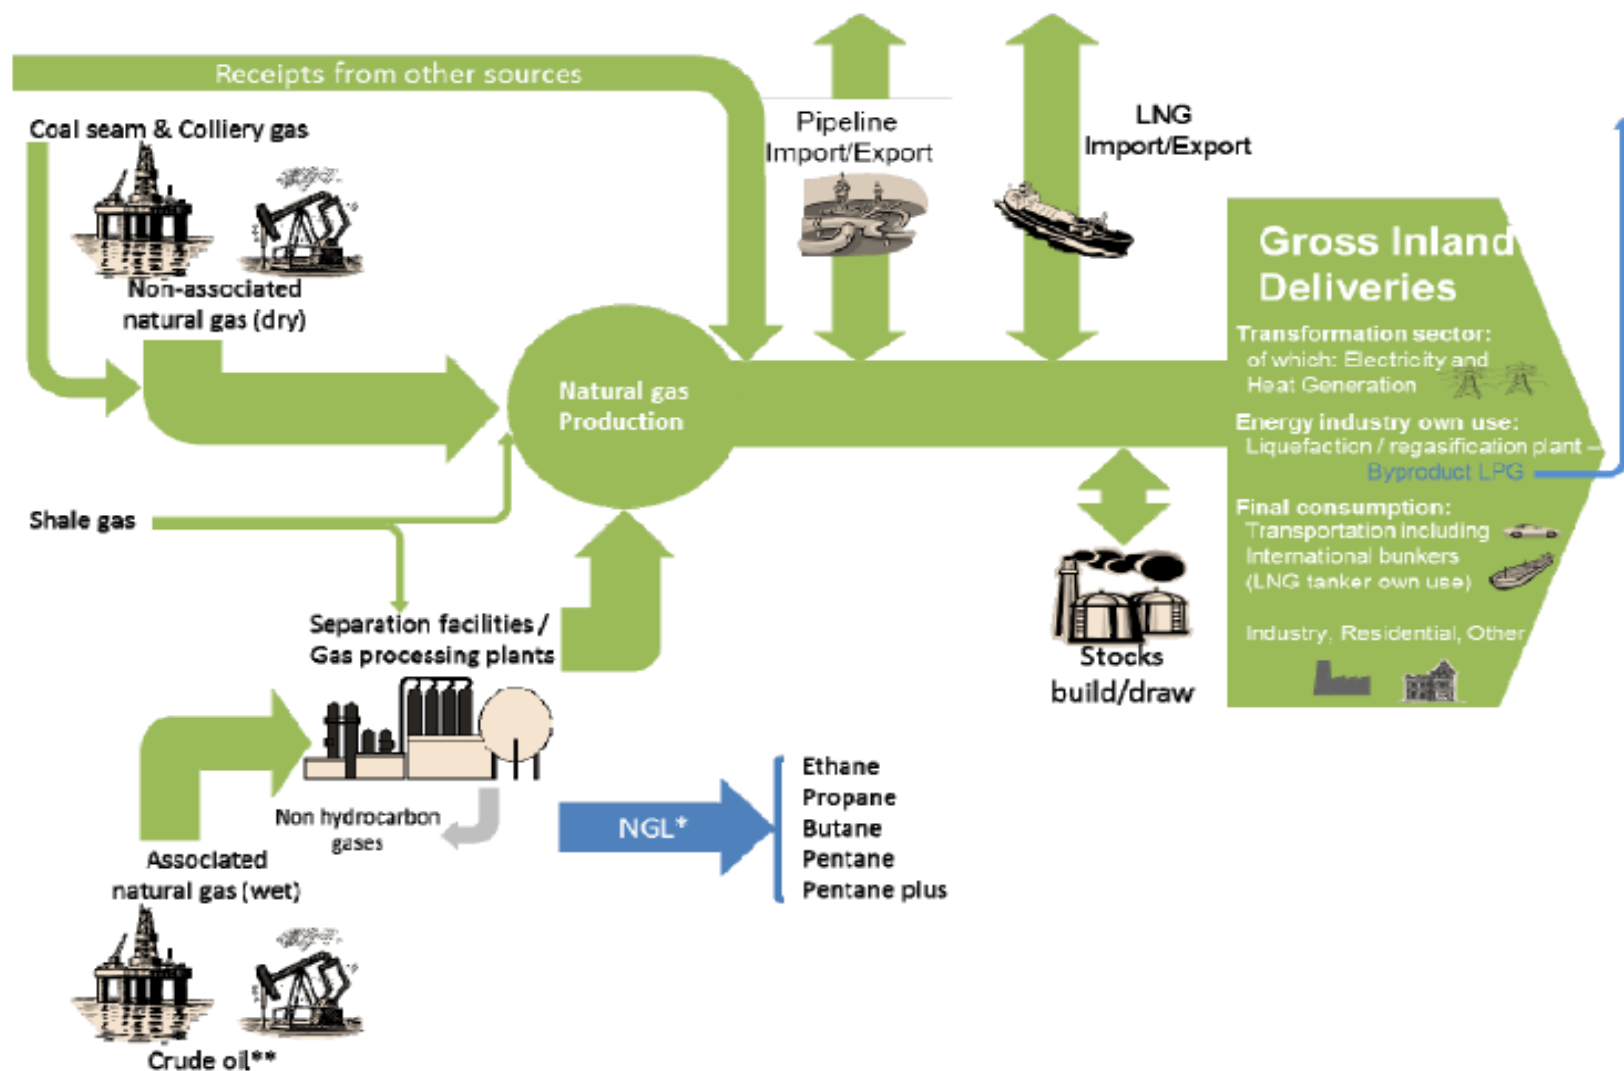 Receipts from other sources
Coal seam & Colliery gas
Non-associated
natural gas (dry)
Pipeline
Import/Export
LNG
Import/Export
Natural gas
Production
Shale gas
Separation facilities /
Gas processing plants
Non hydrocarbon
gases
Associated
natural gas (wet)
Crude oil**
NGL*
Ethane
Propane
Butane
Pentane
Pentane plus
Stocks
build/draw
Gross Inland
Deliveries
Transformation sector:
of which: Electricity and
Heat Generation
Energy industry own use:
Liquefaction / regasification plant –
Byproduct LPG
Final consumption:
Transportation including
International bunkers
(LNG tanker own use)
Industry, Residential, Other